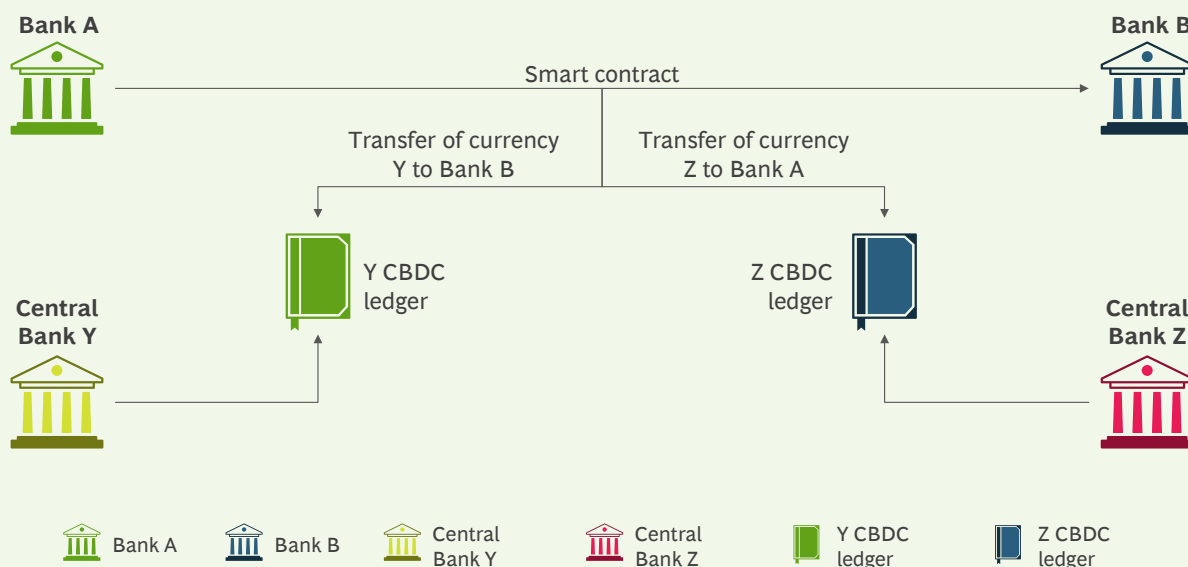 Bank A
Bank B
Smart contract
Transfer of currency
Y to Bank B
Transfer of currency
Z to Bank A
Y CBDC
ledger
Z CBDC
ledger
Central
Bank Y
Central
Bank Z
Bank A
Bank B
Central
Bank Y
Central
Bank Z
Y CBDC
ledger
Z CBDC
ledger